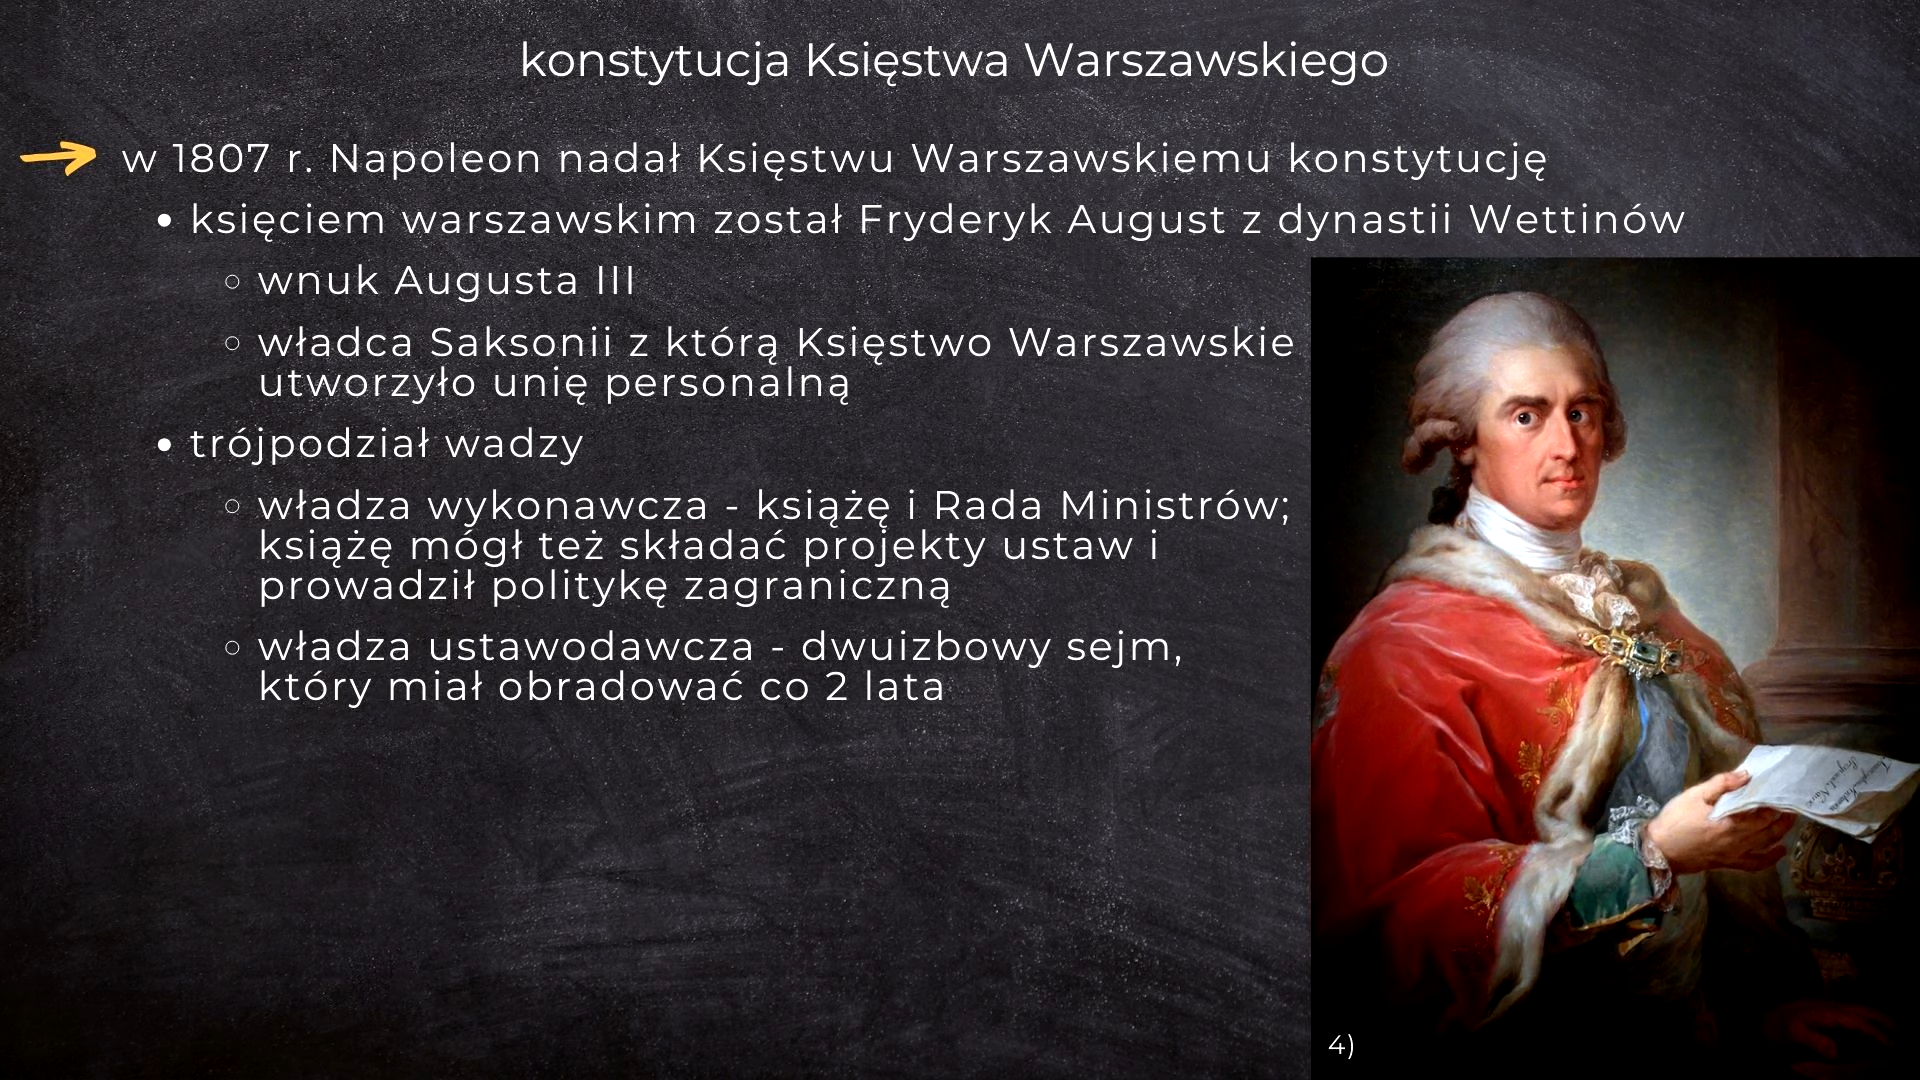 konstytucja Księstwa Warszawskiego
w 1807 r. Napoleon nadał Księstwu Warszawskiemu konstytucję
księciem warszawskim został Fryderyk August z dynastii Wettinów
wnuk Augusta III
władca Saksonii z którą Księstwo Warszawskie
utworzyło unię personalną
trójpodział wadzy
władza wykonawcza - książę i Rada Ministrów;
książę mógł też składać projekty ustaw i
prowadził politykę zagraniczną
władza ustawodawcza - dwuizbowy sejm,
który miał obradować co 2 lata
4)